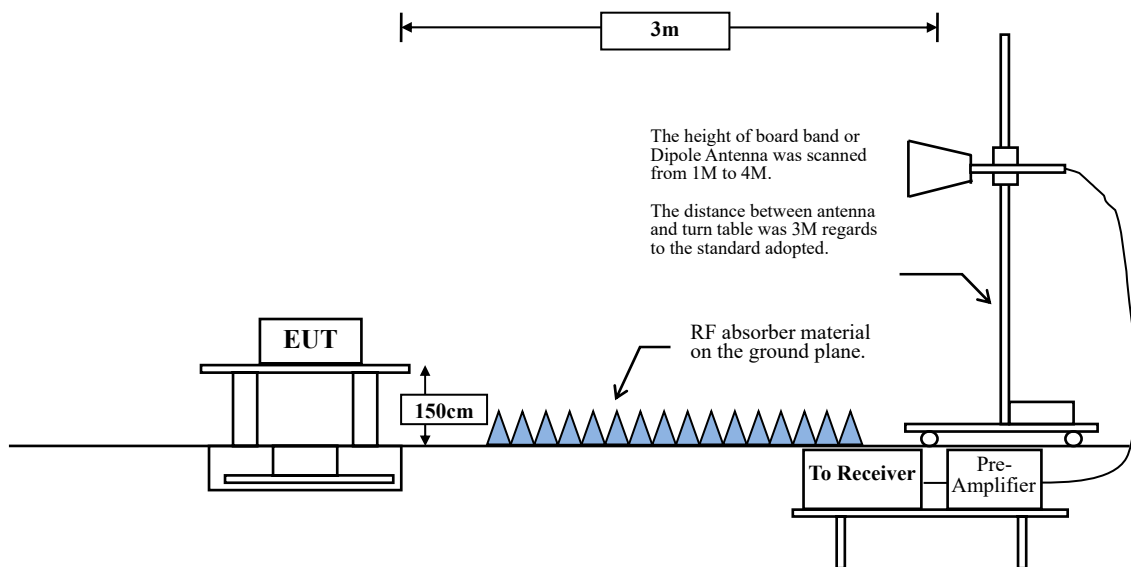 3m
The height of board band or
Dipole Antenna was scanned
from 1M to 4M.
The distance between antenna
and turn table was 3M regards
to the standard adopted.
EUT
RF absorber material
on the ground plane.
150cm
To Receiver
Pre-
Amplifier